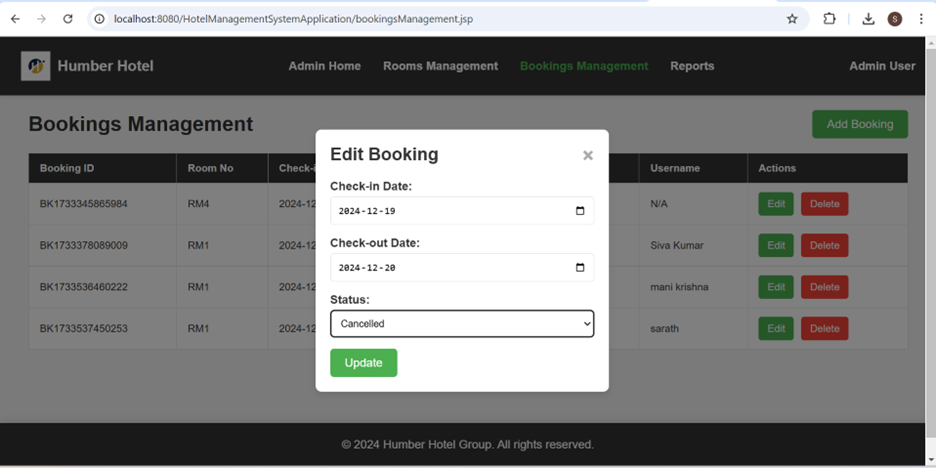 localhost:8080/HotelManagementSystemApplication/bookingsManagement.jsp
S
Humber Hotel
Admin Home
Rooms Management
Bookings Management
Reports
Admin User
Bookings Management
Add Booking
Booking ID Room No Check-i Username Actions
BK1733345865984 RM4 2024-12 N/A Edit Delete
BK1733378089009 RM1 2024-12 Siva Kumar Edit Delete
BK1733536460222 RM1 2024-12 mani krishna Edit Delete
BK1733537450253 RM1 2024-12 sarath Edit Delete
Edit Booking ×
Check-in Date:
2024-12-19
Check-out Date:
2024-12-20
Status:
Cancelled
Update
© 2024 Humber Hotel Group. All rights reserved.